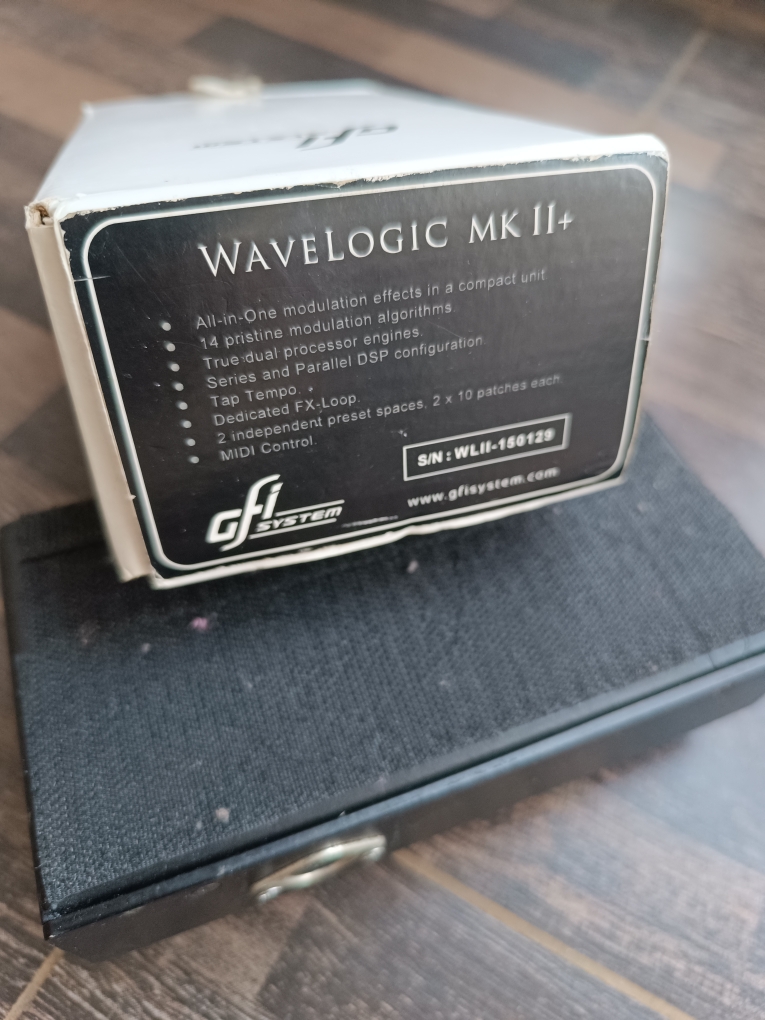 GFI SYSTEM
WAVELOGIC MK II+
All-in-One modulation effects in a compact unit
14 pristine modulation algorithms
True dual processor engines.
Series and Parallel DSP configuration
Tap Tempo.
Dedicated FX-Loop.
2 independent preset spaces, 2 x 10 patches each
MIDI Control.
S/N : WLII-150129
GFI SYSTEM
www.gfisystem.com